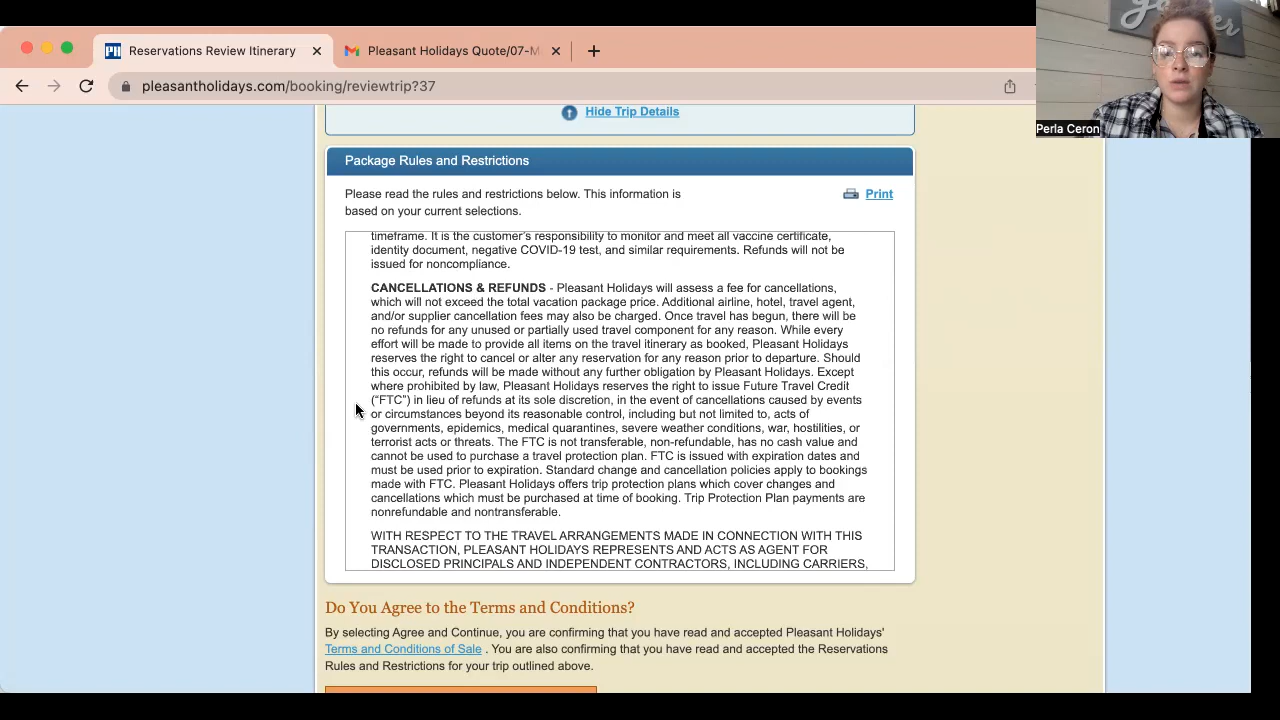 Reservations Review Itinerary
Pleasant Holidays Quote/07-M
pleasantholidays.com/booking/reviewtrip?37
gather
Perla Ceron
Hide Trip Details
Package Rules and Restrictions
Please read the rules and restrictions below. This information is
based on your current selections.
Print
timeframe. It is the customer's responsibility to monitor and meet all vaccine certificate,
identity document, negative COVID-19 test, and similar requirements. Refunds will not be
issued for noncompliance.
CANCELLATIONS & REFUNDS - Pleasant Holidays will assess a fee for cancellations,
which will not exceed the total vacation package price. Additional airline, hotel, travel agent,
and/or supplier cancellation fees may also be charged. Once travel has begun, there will be
no refunds for any unused or partially used travel component for any reason. While every
effort will be made to provide all items on the travel itinerary as booked, Pleasant Holidays
reserves the right to cancel or alter any reservation for any reason prior to departure. Should
this occur, refunds will be made without any further obligation by Pleasant Holidays. Except
where prohibited by law, Pleasant Holidays reserves the right to issue Future Travel Credit
("FTC") in lieu of refunds at its sole discretion, in the event of cancellations caused by events
or circumstances beyond its reasonable control, including but not limited to, acts of
governments, epidemics, medical quarantines, severe weather conditions, war, hostilities, or
terrorist acts or threats. The FTC is not transferable, non-refundable, has no cash value and
cannot be used to purchase a travel protection plan. FTC is issued with expiration dates and
must be used prior to expiration. Standard change and cancellation policies apply to bookings
made with FTC. Pleasant Holidays offers trip protection plans which cover changes and
cancellations which must be purchased at time of booking. Trip Protection Plan payments are
nonrefundable and nontransferable.
WITH RESPECT TO THE TRAVEL ARRANGEMENTS MADE IN CONNECTION WITH THIS
TRANSACTION, PLEASANT HOLIDAYS REPRESENTS AND ACTS AS AGENT FOR
DISCLOSED PRINCIPALS AND INDEPENDENT CONTRACTORS, INCLUDING CARRIERS,
Do You Agree to the Terms and Conditions?
By selecting Agree and Continue, you are confirming that you have read and accepted Pleasant Holidays'
Terms and Conditions of Sale . You are also confirming that you have read and accepted the Reservations
Rules and Restrictions for your trip outlined above.